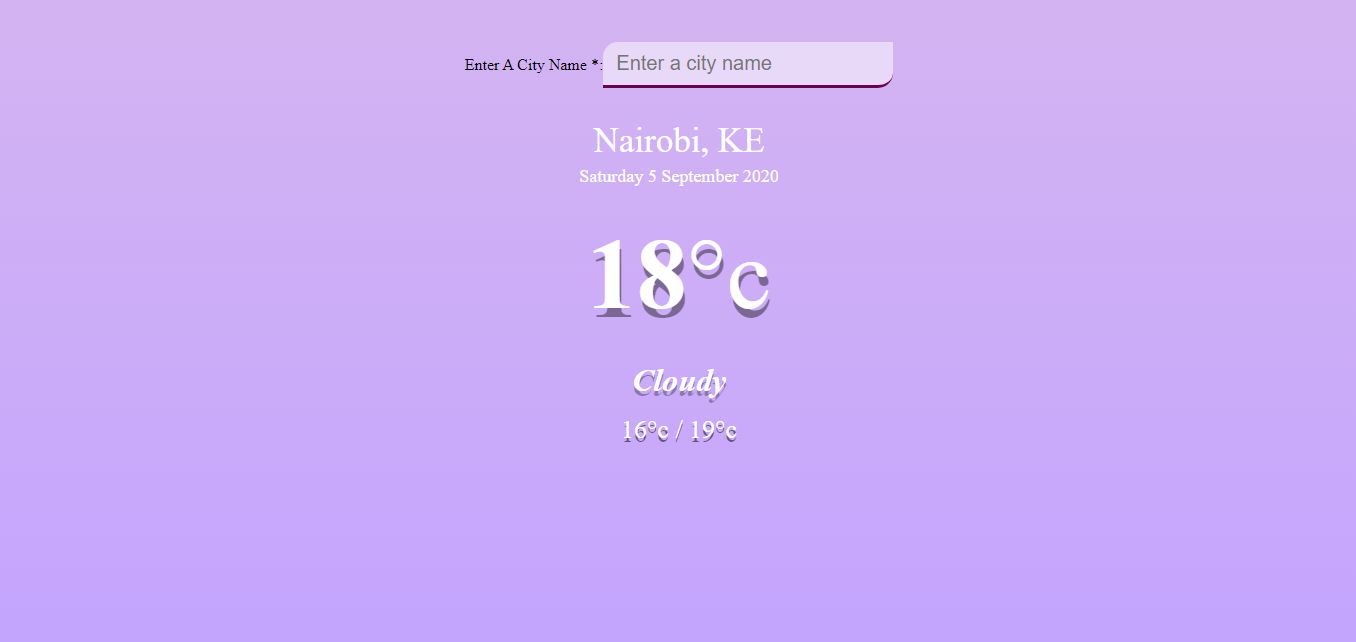 Enter A City Name *: Enter a city name
Nairobi, KE
Saturday 5 September 2020
18°c
Cloudy
16°c / 19°c